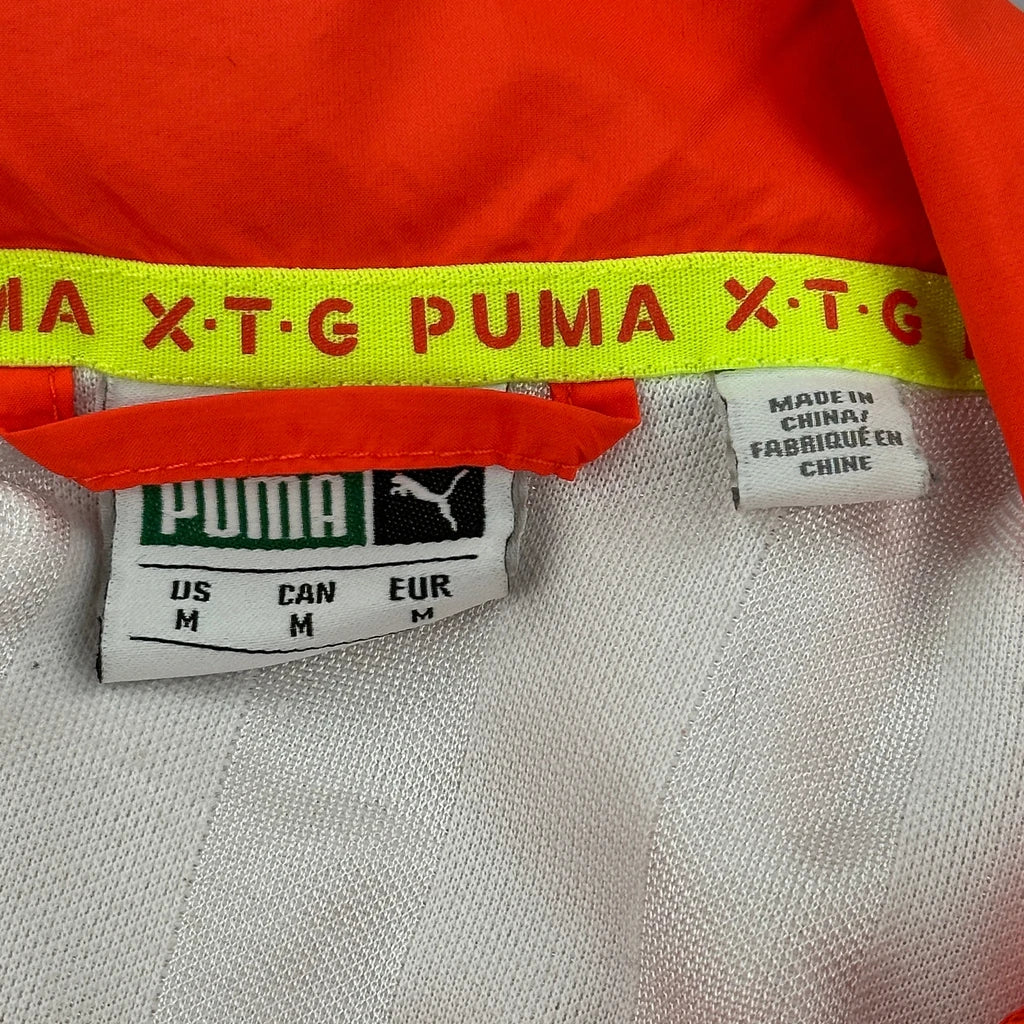 MA X·T·G PUMA X·T·G
MADE IN
CHINA/
FABRIQUÉ EN
CHINE
PUMA
US CAN EUR
M M M